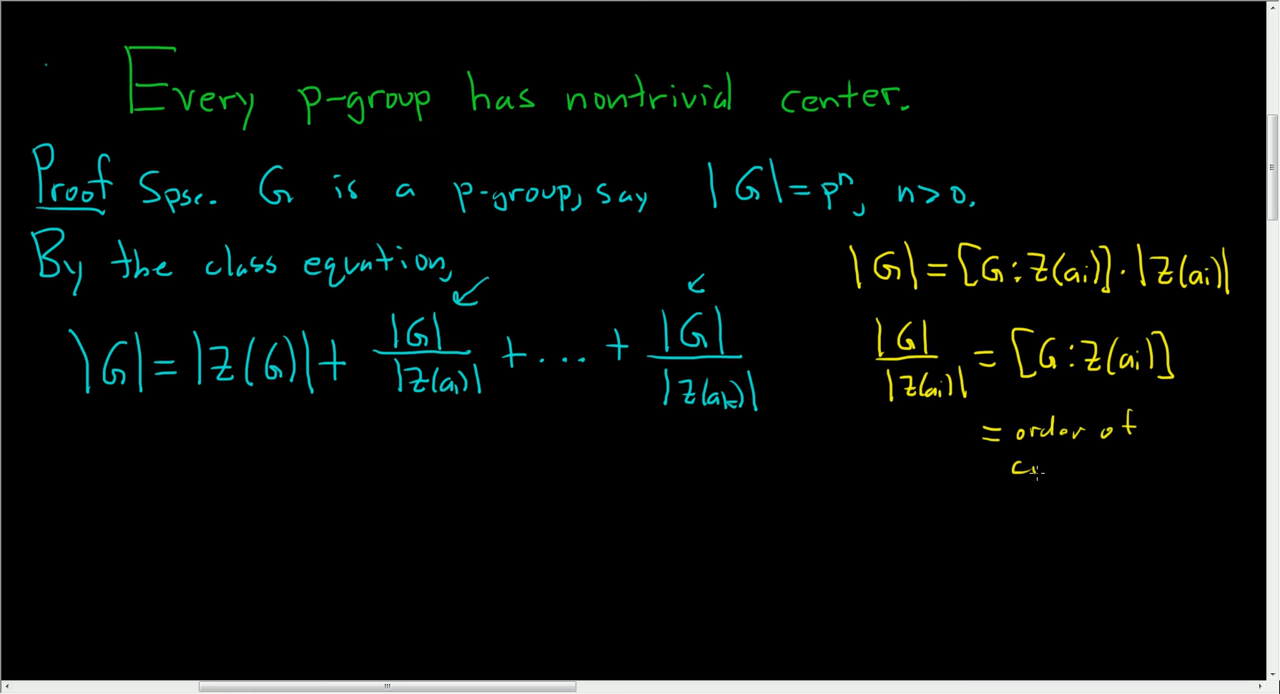 Every p-group has nontrivial center.
Proof Spse. G is a p-group, say |G| = pⁿ, n > 0.
By the class equation,
|G| = |Z(G)| + |G|/|Z(a₁)| + ... + |G|/|Z(aₖ)|
|G| = [G : Z(aᵢ)] · |Z(aᵢ)|
|G|/|Z(aᵢ)| = [G : Z(aᵢ)]
= order of